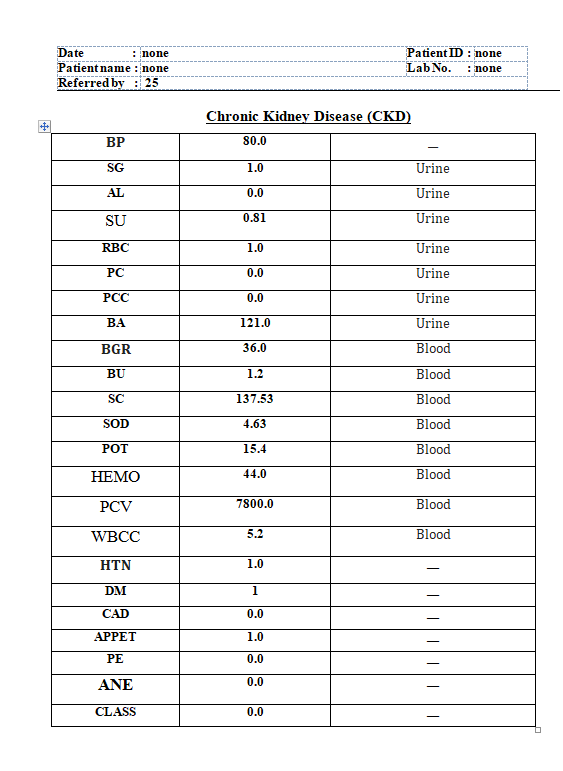 Date : none Patient ID : none
Patient name : none Lab No. : none
Referred by : 25
Chronic Kidney Disease (CKD)
BP 80.0 —
SG 1.0 Urine
AL 0.0 Urine
SU 0.81 Urine
RBC 1.0 Urine
PC 0.0 Urine
PCC 0.0 Urine
BA 121.0 Urine
BGR 36.0 Blood
BU 1.2 Blood
SC 137.53 Blood
SOD 4.63 Blood
POT 15.4 Blood
HEMO 44.0 Blood
PCV 7800.0 Blood
WBCC 5.2 Blood
HTN 1.0 —
DM 1 —
CAD 0.0 —
APPET 1.0 —
PE 0.0 —
ANE 0.0 —
CLASS 0.0 —